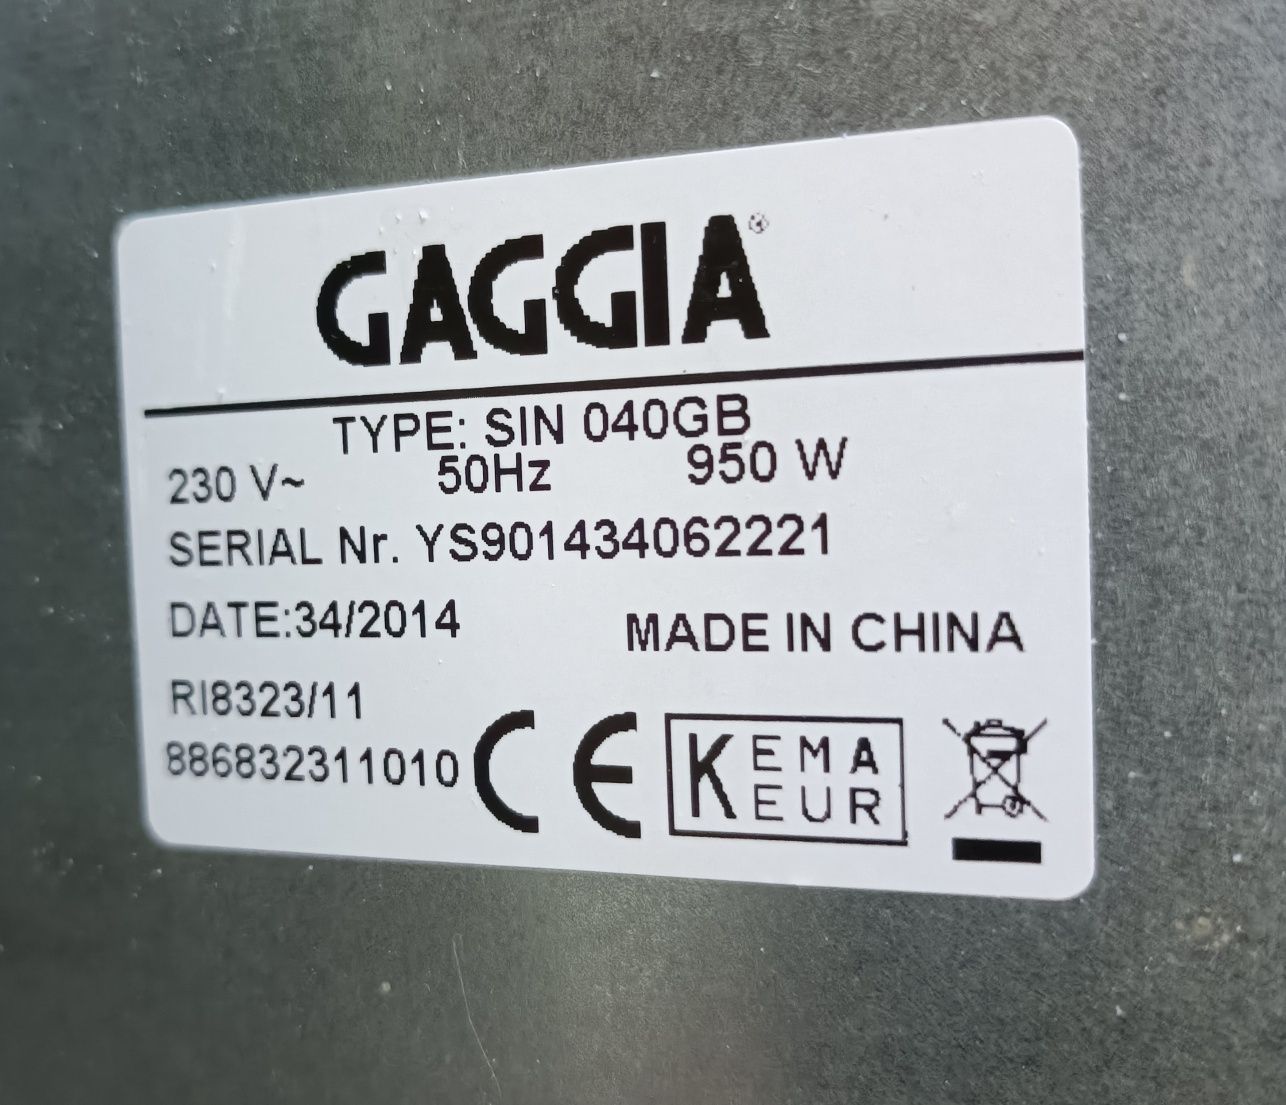 GAGGIA®
TYPE: SIN 040GB
230 V~ 50Hz 950 W
SERIAL Nr. YS901434062221
DATE:34/2014 MADE IN CHINA
RI8323/11
886832311010 CE KEMA EUR